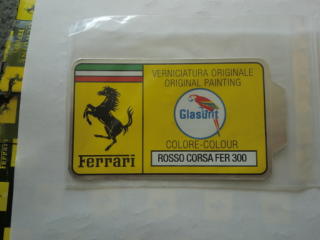 VERNICIATURA ORIGINALE
ORIGINAL PAINTING
Glasurit
COLORE-COLOUR
Ferrari
ROSSO CORSA FER 300